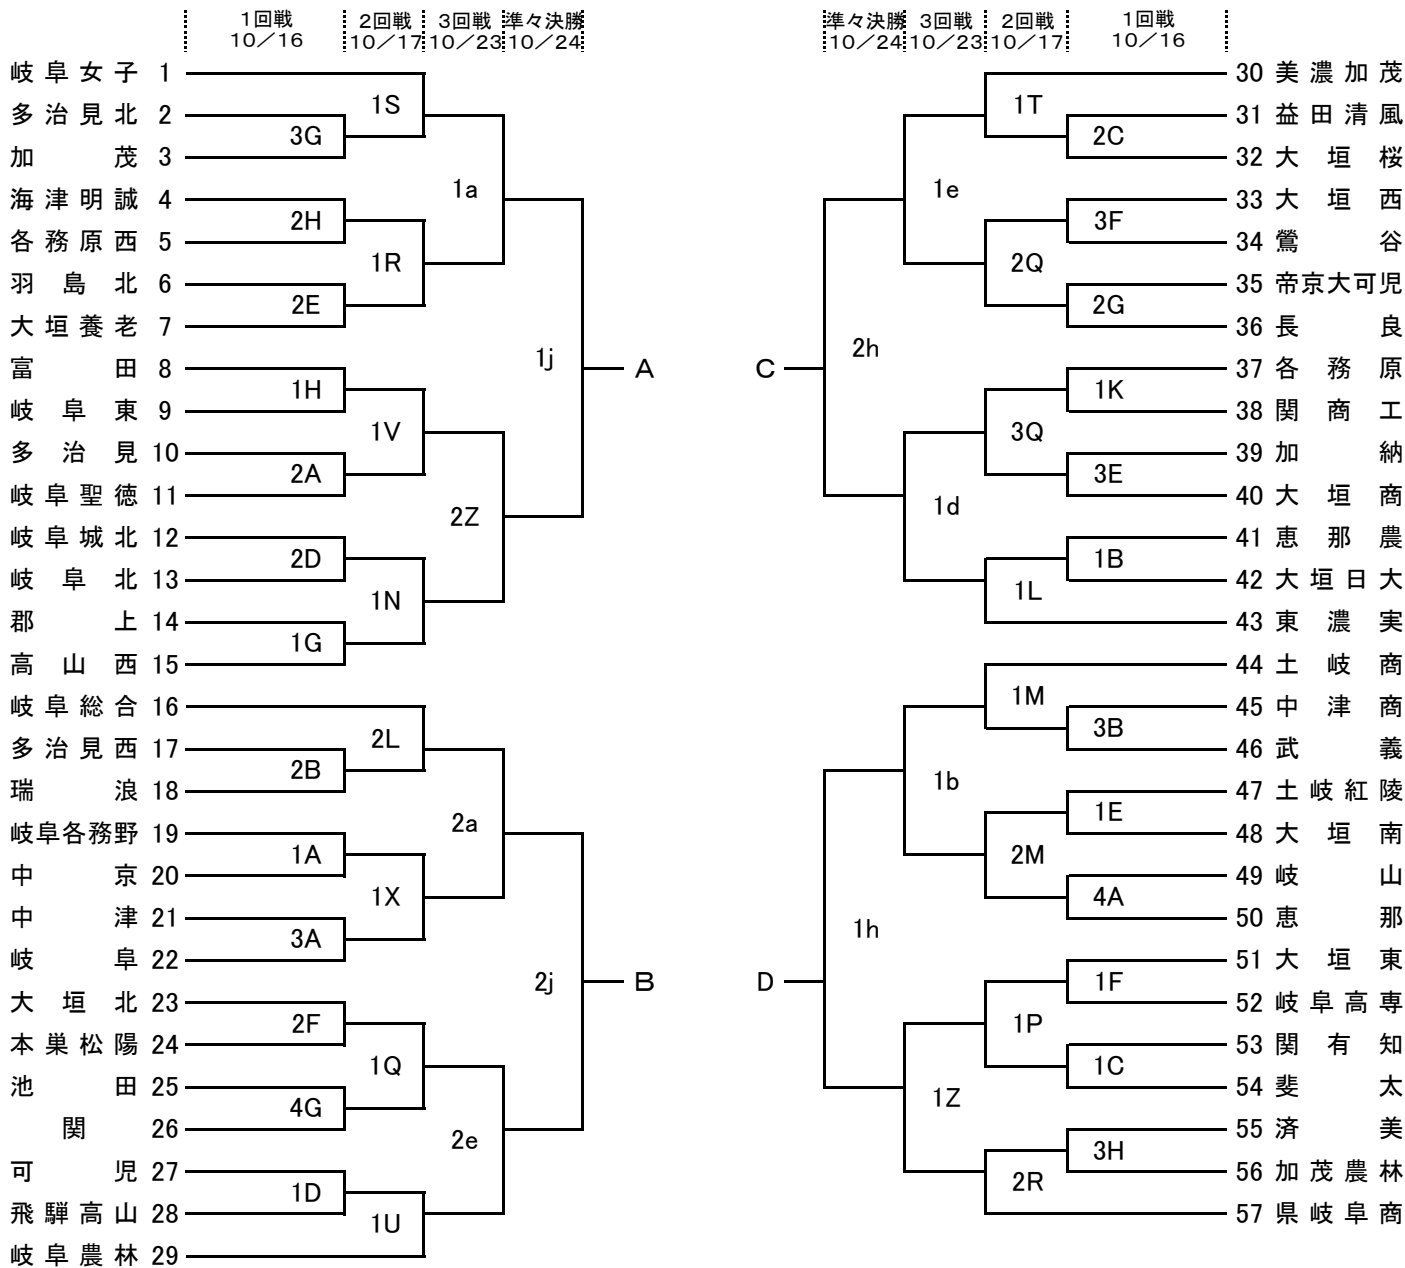 1回戦 2回戦 3回戦 準々決勝 準々決勝 3回戦 2回戦 1回戦
10／16 10／17 10／23 10／24 10／24 10／23 10／17 10／16
岐阜女子 1
多治見北 2
加茂 3
海津明誠 4
各務原西 5
羽島北 6
大垣養老 7
富田 8
岐阜東 9
多治見 10
岐阜聖徳 11
岐阜城北 12
岐阜北 13
郡上 14
高山西 15
岐阜総合 16
多治見西 17
瑞浪 18
岐阜各務野 19
中京 20
中津 21
岐阜 22
大垣北 23
本巣松陽 24
池田 25
関 26
可児 27
飛騨高山 28
岐阜農林 29
3G
2H
2E
1H
2A
2D
1G
2B
1A
3A
2F
4G
1D
1S
1R
1V
1N
2L
1X
1Q
1U
1a
2Z
2a
2e
1j
2j
A
B
C
D
2h
1h
1e
1d
1b
1Z
1T
2Q
3Q
1L
1M
2M
1P
2R
2C
3F
2G
1K
3E
1B
3B
1E
4A
1F
1C
3H
30 美濃加茂
31 益田清風
32 大垣桜
33 大垣西
34 鶯谷
35 帝京大可児
36 長良
37 各務原
38 関商工
39 加納
40 大垣商
41 恵那農
42 大垣日大
43 東濃実
44 土岐商
45 中津商
46 武義
47 土岐紅陵
48 大垣南
49 岐山
50 恵那
51 大垣東
52 岐阜高専
53 関有知
54 斐太
55 済美
56 加茂農林
57 県岐阜商